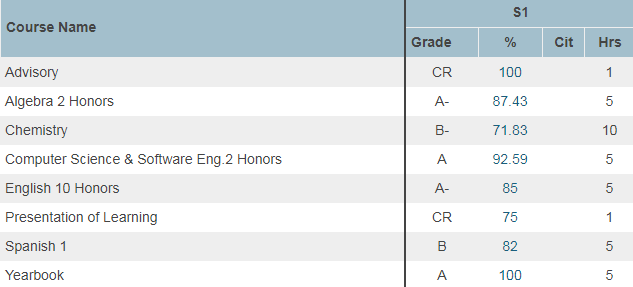 Course Name S1
Grade % Cit Hrs
Advisory CR 100 1
Algebra 2 Honors A- 87.43 5
Chemistry B- 71.83 10
Computer Science & Software Eng.2 Honors A 92.59 5
English 10 Honors A- 85 5
Presentation of Learning CR 75 1
Spanish 1 B 82 5
Yearbook A 100 5